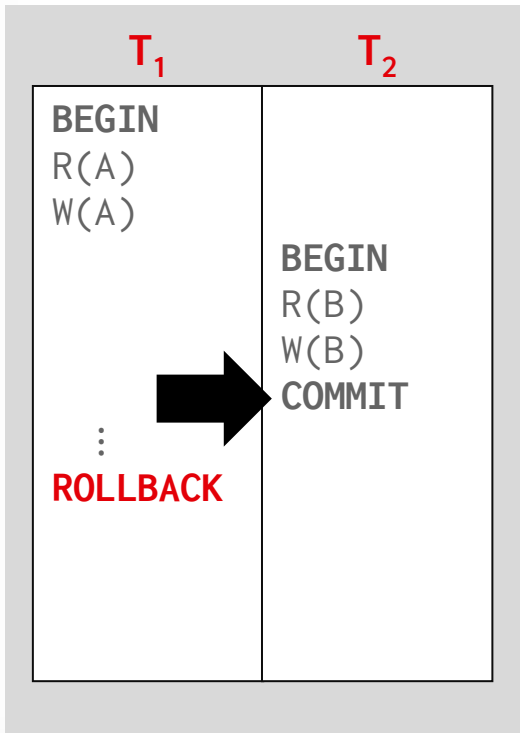 T₁ T₂
BEGIN
R(A)
W(A)
BEGIN
R(B)
W(B)
COMMIT
⋮
ROLLBACK